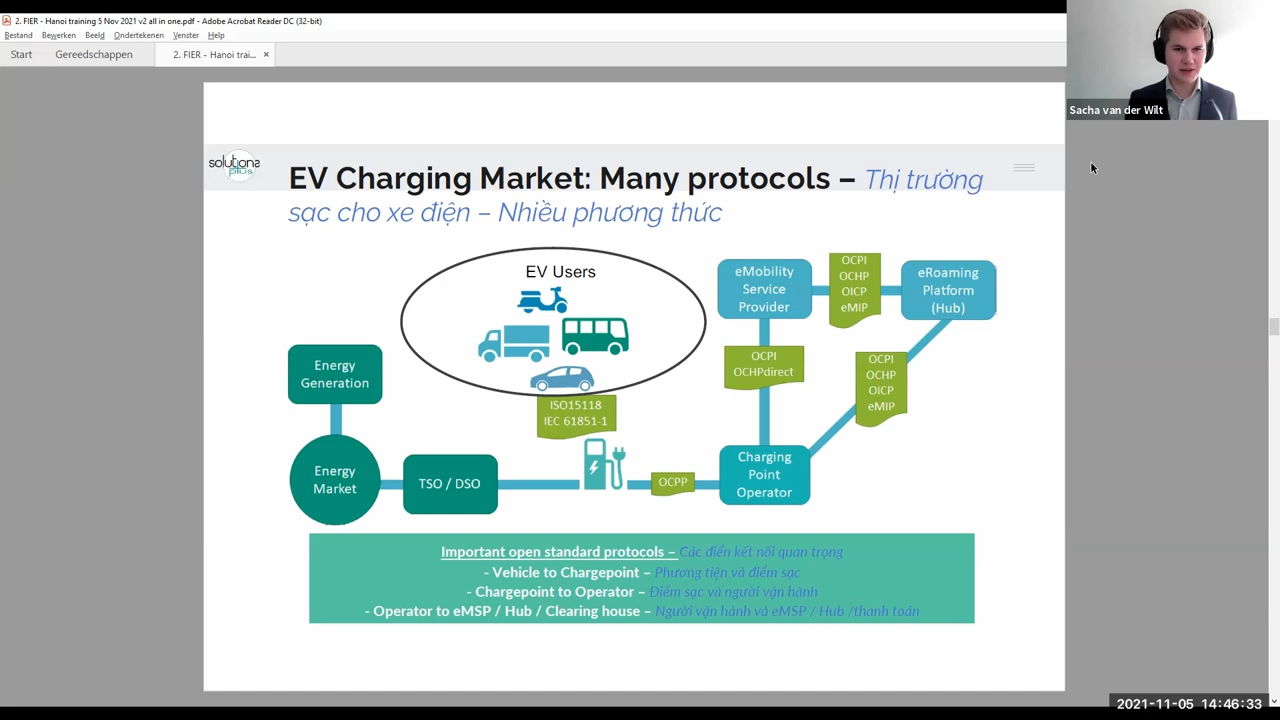 2. FIER - Hanoi training 5 Nov 2021 v2 all in one.pdf - Adobe Acrobat Reader DC (32-bit)
Bestand Bewerken Beeld Ondertekenen Venster Help
Start Gereedschappen 2. FIER - Hanoi trai... ×
Sacha van der Wilt
solutions
plus
EV Charging Market: Many protocols – Thị trường
sạc cho xe điện – Nhiều phương thức
EV Users
eMobility
Service
Provider
OCPI
OCHP
OICP
eMIP
eRoaming
Platform
(Hub)
OCPI
OCHPdirect
OCPI
OCHP
OICP
eMIP
Energy
Generation
ISO15118
IEC 61851-1
Energy
Market
TSO / DSO
OCPP
Charging
Point
Operator
Important open standard protocols – Các điển kết nối quan trọng
- Vehicle to Chargepoint – Phương tiện và điểm sạc
- Chargepoint to Operator – Điểm sạc và người vận hành
- Operator to eMSP / Hub / Clearing house – Người vận hành và eMSP / Hub /thanh toán
2021-11-05 14:46:33